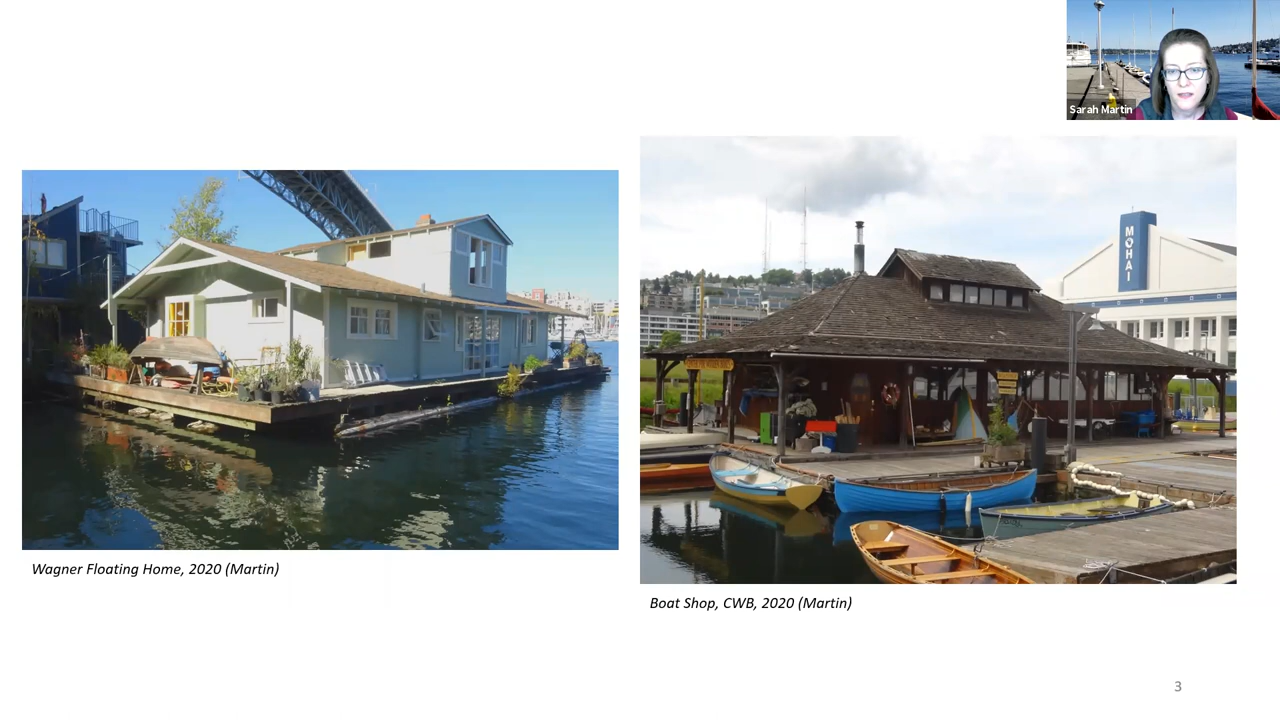 Sarah Martin
MOHAI
Wagner Floating Home, 2020 (Martin)
Boat Shop, CWB, 2020 (Martin)
3